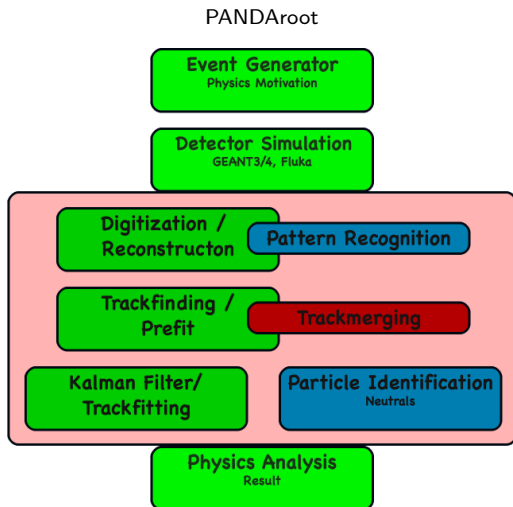 PANDAroot
Event Generator
Physics Motivation
Detector Simulation
GEANT3/4, Fluka
Digitization /
Reconstructon
Pattern Recognition
Trackfinding /
Prefit
Trackmerging
Kalman Filter/
Trackfitting
Particle Identification
Neutrals
Physics Analysis
Result